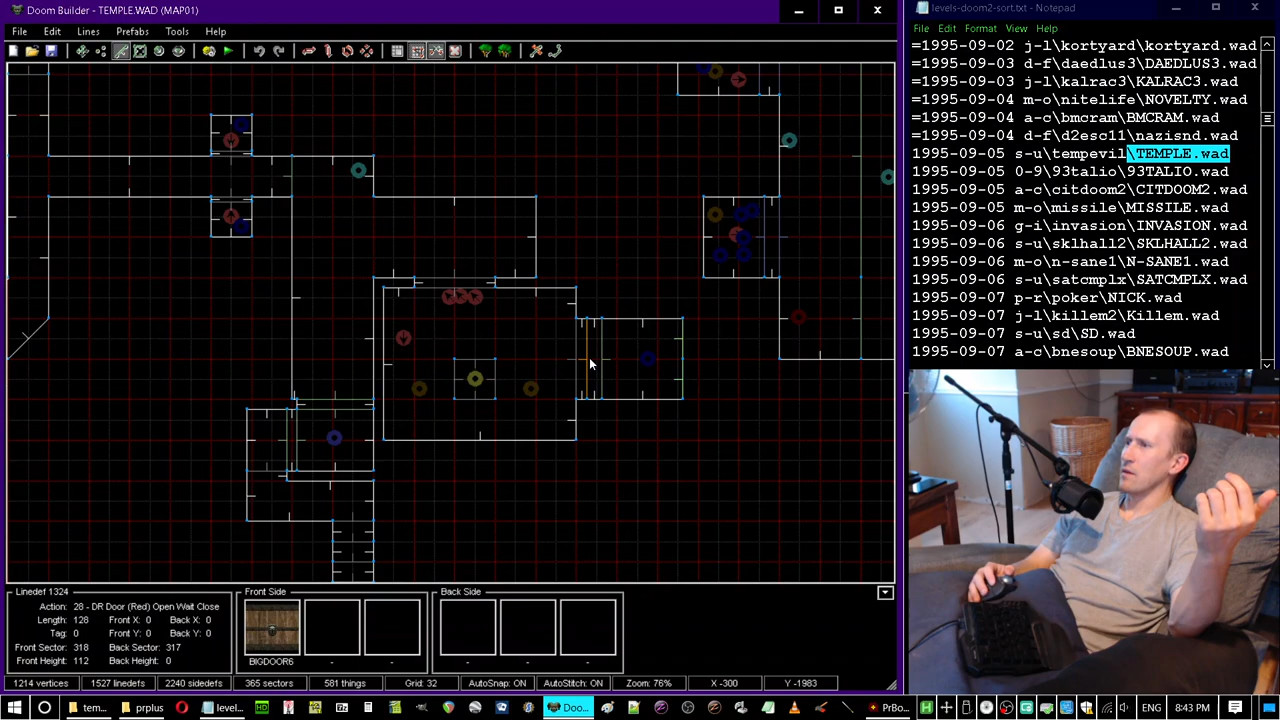 Doom Builder - TEMPLE.WAD (MAP01)
File Edit Lines Prefabs Tools Help
Linedef 1324
Action: 28 - DR Door (Red) Open Wait Close
Length: 128 Front X: 0 Back X: 0
Tag: 0 Front Y: 0 Back Y: 0
Front Sector: 318 Back Sector: 317
Front Height: 112 Back Height: 0
Front Side
BIGDOOR6 - -
Back Side
- - -
1214 vertices 1527 linedefs 2240 sidedefs 365 sectors 581 things Grid: 32 AutoSnap: ON AutoStitch: ON Zoom: 76% X -300 Y -1983
levels-doom2-sort.txt - Notepad
File Edit Format View Help
=1995-09-02 j-l\kortyard\kortyard.wad
=1995-09-03 d-f\daedlus3\DAEDLUS3.wad
=1995-09-03 j-l\kalrac3\KALRAC3.wad
=1995-09-04 m-o\nitelife\NOVELTY.wad
=1995-09-04 a-c\bmcram\BMCRAM.wad
=1995-09-04 d-f\d2esc11\nazisnd.wad
1995-09-05 s-u\tempevil\TEMPLE.wad
1995-09-05 0-9\93talio\93TALIO.wad
1995-09-05 a-c\citdoom2\CITDOOM2.wad
1995-09-05 m-o\missile\MISSILE.wad
1995-09-06 g-i\invasion\INVASION.wad
1995-09-06 s-u\sklhall2\SKLHALL2.wad
1995-09-06 m-o\n-sane1\N-SANE1.wad
1995-09-06 s-u\satcmplx\SATCMPLX.wad
1995-09-07 p-r\poker\NICK.wad
1995-09-07 j-l\killem2\Killem.wad
1995-09-07 s-u\sd\SD.wad
1995-09-07 a-c\bnesoup\BNESOUP.wad
tem... prplus level... Doo... PrBo...
ENG 8:43 PM